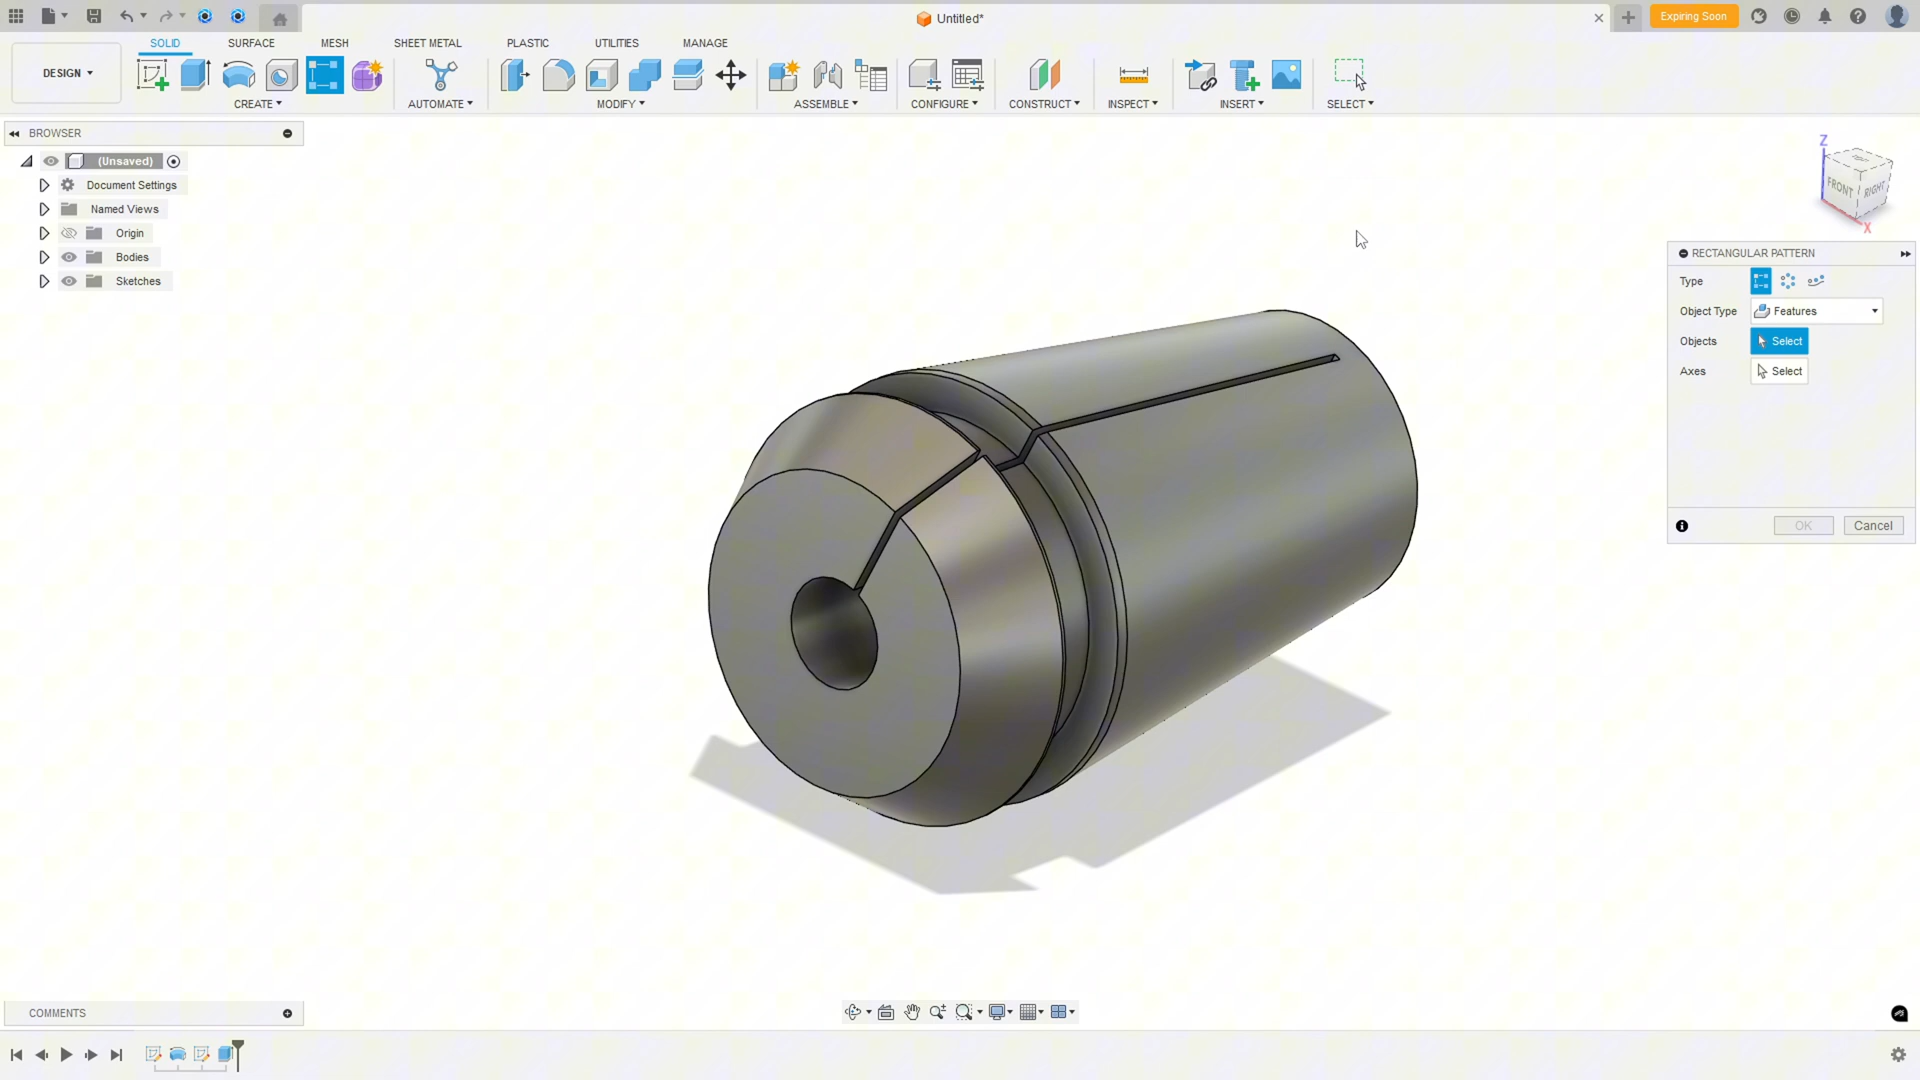 Untitled*
Expiring Soon
DESIGN
SOLID
SURFACE
MESH
SHEET METAL
PLASTIC
UTILITIES
MANAGE
CREATE
AUTOMATE
MODIFY
ASSEMBLE
CONFIGURE
CONSTRUCT
INSPECT
INSERT
SELECT
BROWSER
(Unsaved)
Document Settings
Named Views
Origin
Bodies
Sketches
Z
FRONT
RIGHT
X
RECTANGULAR PATTERN
Type
Object Type
Features
Objects
Select
Axes
Select
OK
Cancel
COMMENTS